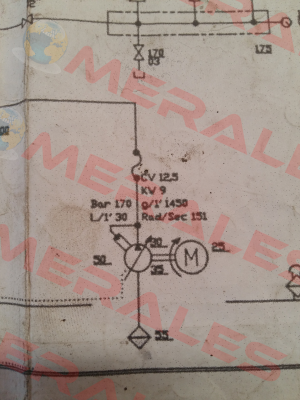 170
03
175
CV 12,5
KW 9
Bar 170 g/1' 1450
L/1' 30 Rad/Sec 151
30
25
M
50
35
55
MERALES
MERALES
MERALES